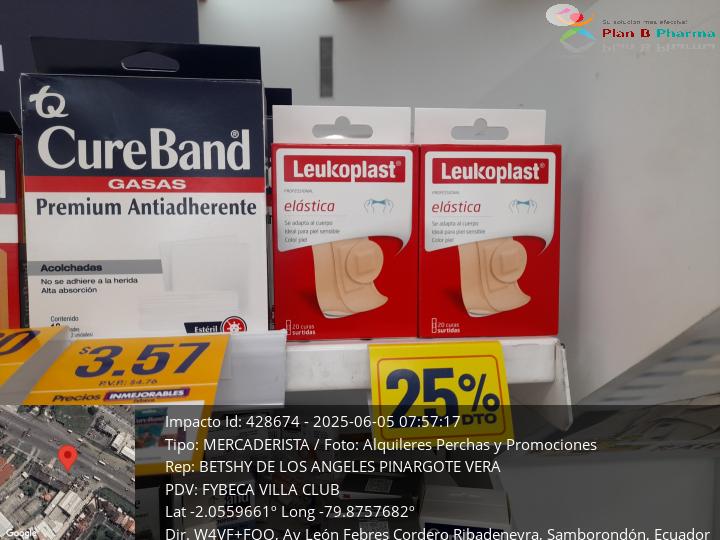 Su solución más efectiva!
Plan B Pharma
CureBand®
GASAS
Premium Antiadherente
Acolchadas
No se adhiere a la herida
Alta absorción
Contenido
Estéril
Leukoplast®
PROFESSIONAL
elástica
Se adapta al cuerpo
Ideal para piel sensible
Color piel
20 curas
surtidas
Leukoplast®
PROFESSIONAL
elástica
Se adapta al cuerpo
Ideal para piel sensible
Color piel
20 curas
surtidas
$3.57
P.V.P: $4.76
Precios INMEJORABLES
25%
DTO
Impacto Id: 428674 - 2025-06-05 07:57:17
Tipo: MERCADERISTA / Foto: Alquileres Perchas y Promociones
Rep: BETSHY DE LOS ANGELES PINARGOTE VERA
PDV: FYBECA VILLA CLUB
Lat -2.0559661° Long -79.8757682°
Dir. W4VF+FQQ, Av León Febres Cordero Ribadeneyra, Samborondón, Ecuador
Google